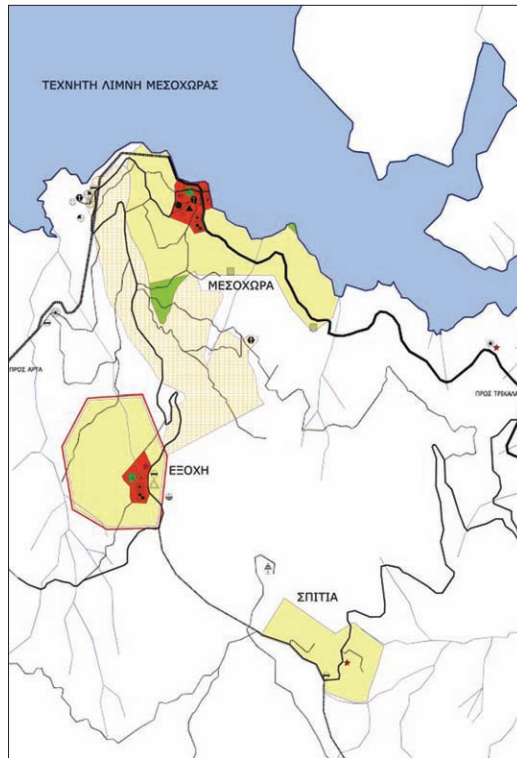 ΤΕΧΝΗΤΗ ΛΙΜΝΗ ΜΕΣΟΧΩΡΑΣ
ΜΕΣΟΧΩΡΑ
ΠΡΟΣ ΑΡΤΑ
ΠΡΟΣ ΤΡΙΚΑΛΑ
ΕΞΟΧΗ
ΣΠΙΤΙΑ